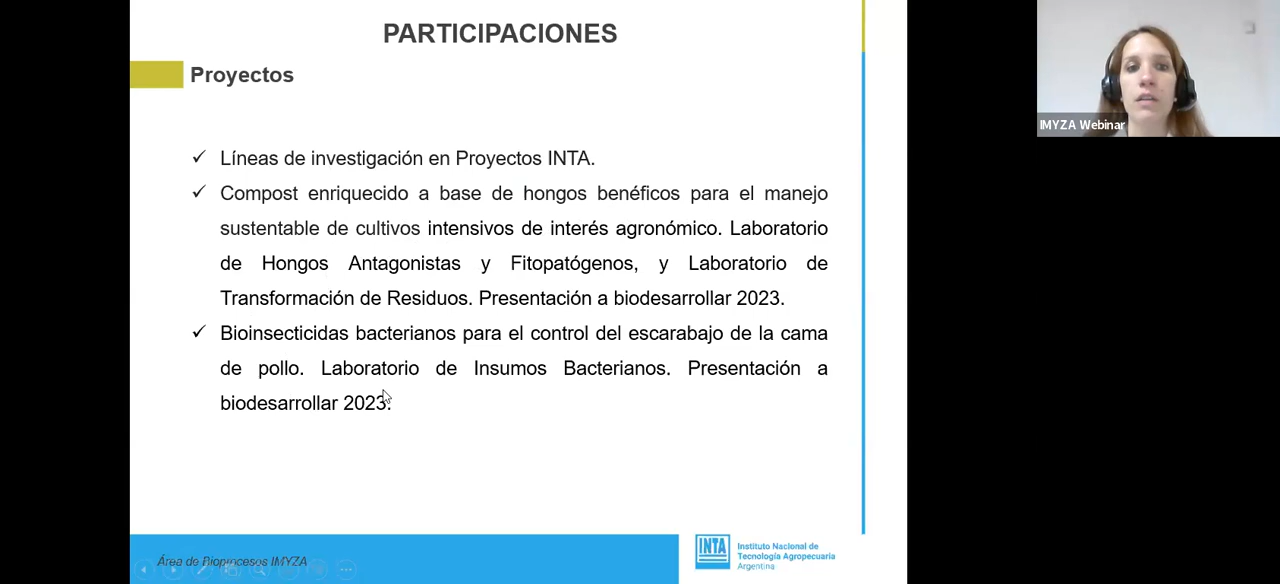 PARTICIPACIONES
Proyectos
✓ Líneas de investigación en Proyectos INTA.
✓ Compost enriquecido a base de hongos benéficos para el manejo
sustentable de cultivos intensivos de interés agronómico. Laboratorio
de Hongos Antagonistas y Fitopatógenos, y Laboratorio de
Transformación de Residuos. Presentación a biodesarrollar 2023.
✓ Bioinsecticidas bacterianos para el control del escarabajo de la cama
de pollo. Laboratorio de Insumos Bacterianos. Presentación a
biodesarrollar 2023.
Área de Bioprocesos IMYZA
INTA
Instituto Nacional de
Tecnología Agropecuaria
Argentina
IMYZA Webinar